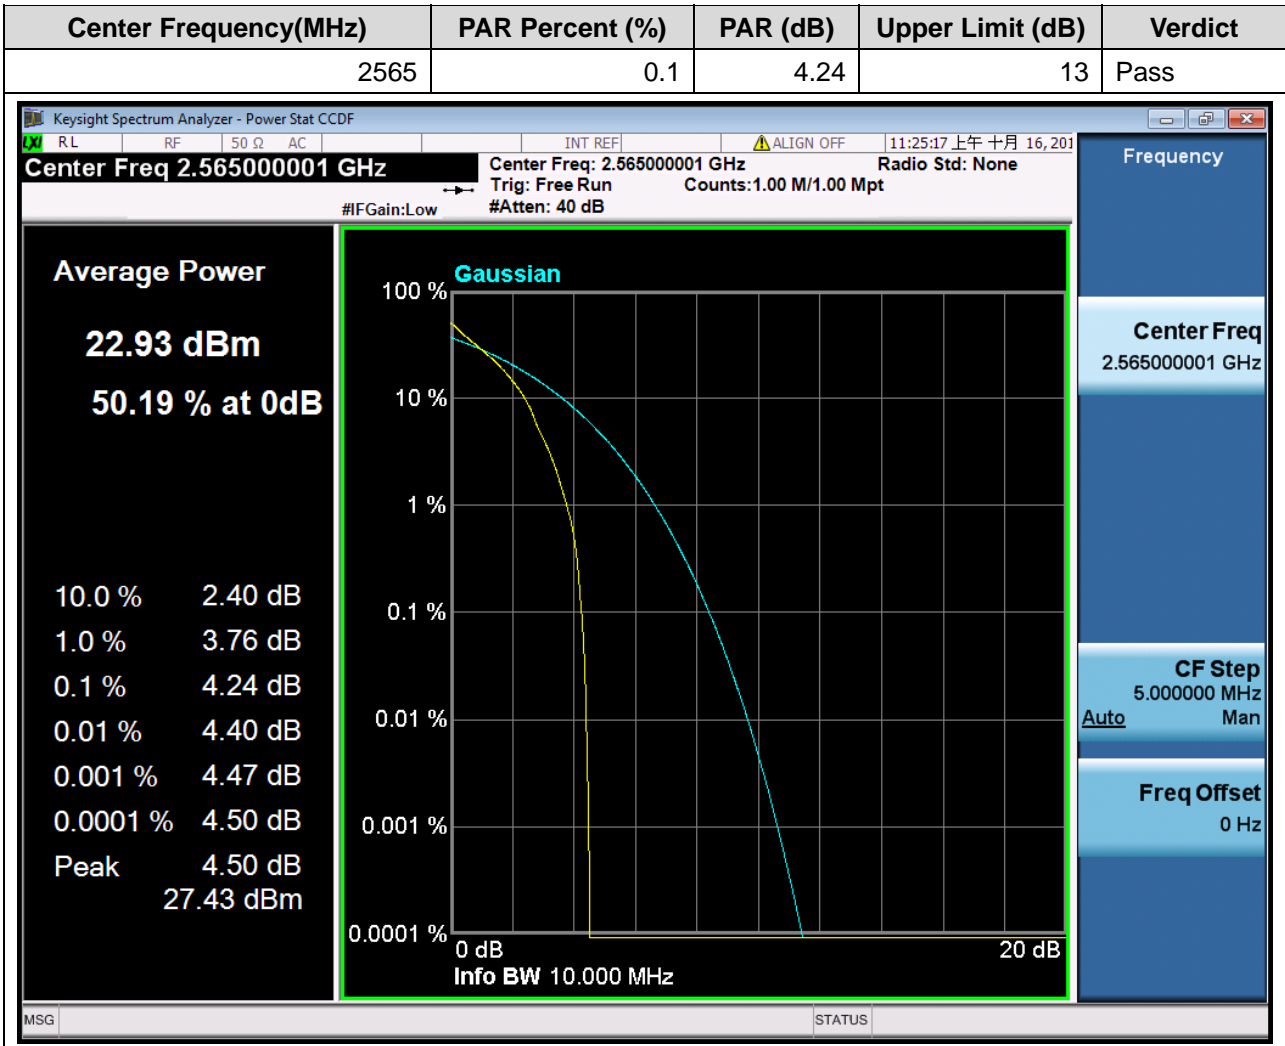 Center Frequency(MHz) PAR Percent (%) PAR (dB) Upper Limit (dB) Verdict
2565 0.1 4.24 13 Pass
Keysight Spectrum Analyzer - Power Stat CCDF
LXI RL RF 50 Ω AC INT REF ALIGN OFF 11:25:17 上午 十月 16, 201
Center Freq 2.565000001 GHz
Center Freq: 2.565000001 GHz Radio Std: None
Trig: Free Run Counts:1.00 M/1.00 Mpt
#IFGain:Low #Atten: 40 dB
Average Power
22.93 dBm
50.19 % at 0dB
10.0 % 2.40 dB
1.0 % 3.76 dB
0.1 % 4.24 dB
0.01 % 4.40 dB
0.001 % 4.47 dB
0.0001 % 4.50 dB
Peak 4.50 dB
27.43 dBm
Gaussian
100 %
10 %
1 %
0.1 %
0.01 %
0.001 %
0.0001 %
0 dB 20 dB
Info BW 10.000 MHz
Frequency
Center Freq
2.565000001 GHz
CF Step
5.000000 MHz
Auto Man
Freq Offset
0 Hz
MSG STATUS